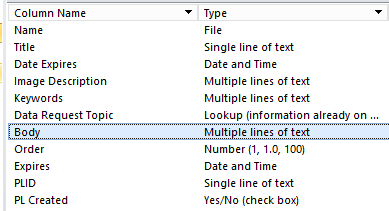 Column Name Type
Name File
Title Single line of text
Date Expires Date and Time
Image Description Multiple lines of text
Keywords Multiple lines of text
Data Request Topic Lookup (information already on ...
Body Multiple lines of text
Order Number (1, 1.0, 100)
Expires Date and Time
PLID Single line of text
PL Created Yes/No (check box)